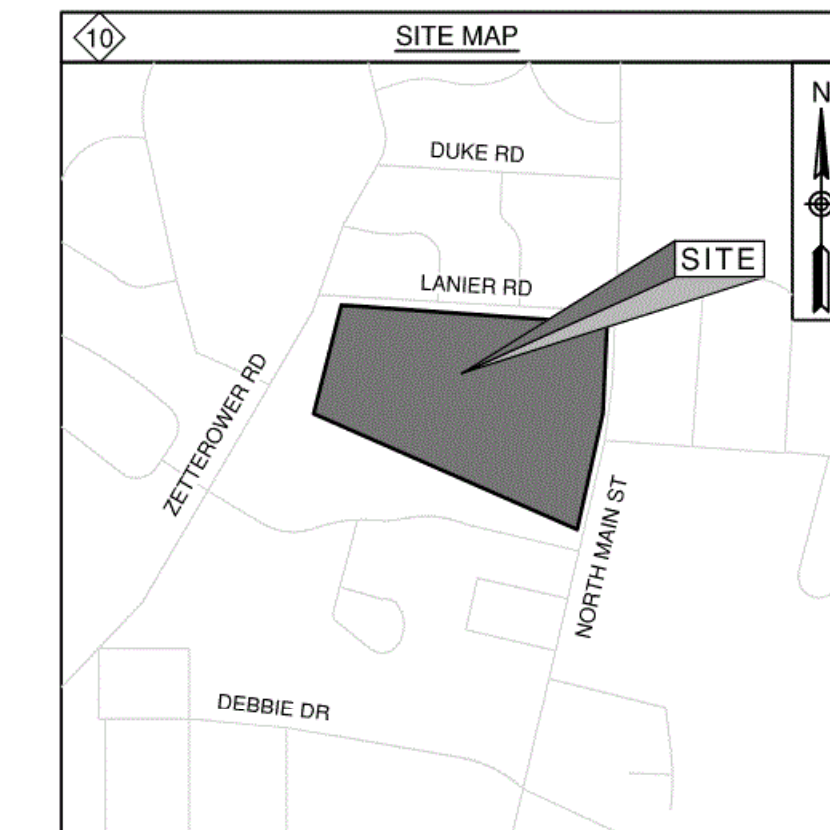 10
SITE MAP
N
DUKE RD
SITE
LANIER RD
ZETTEROWER RD
NORTH MAIN ST
DEBBIE DR